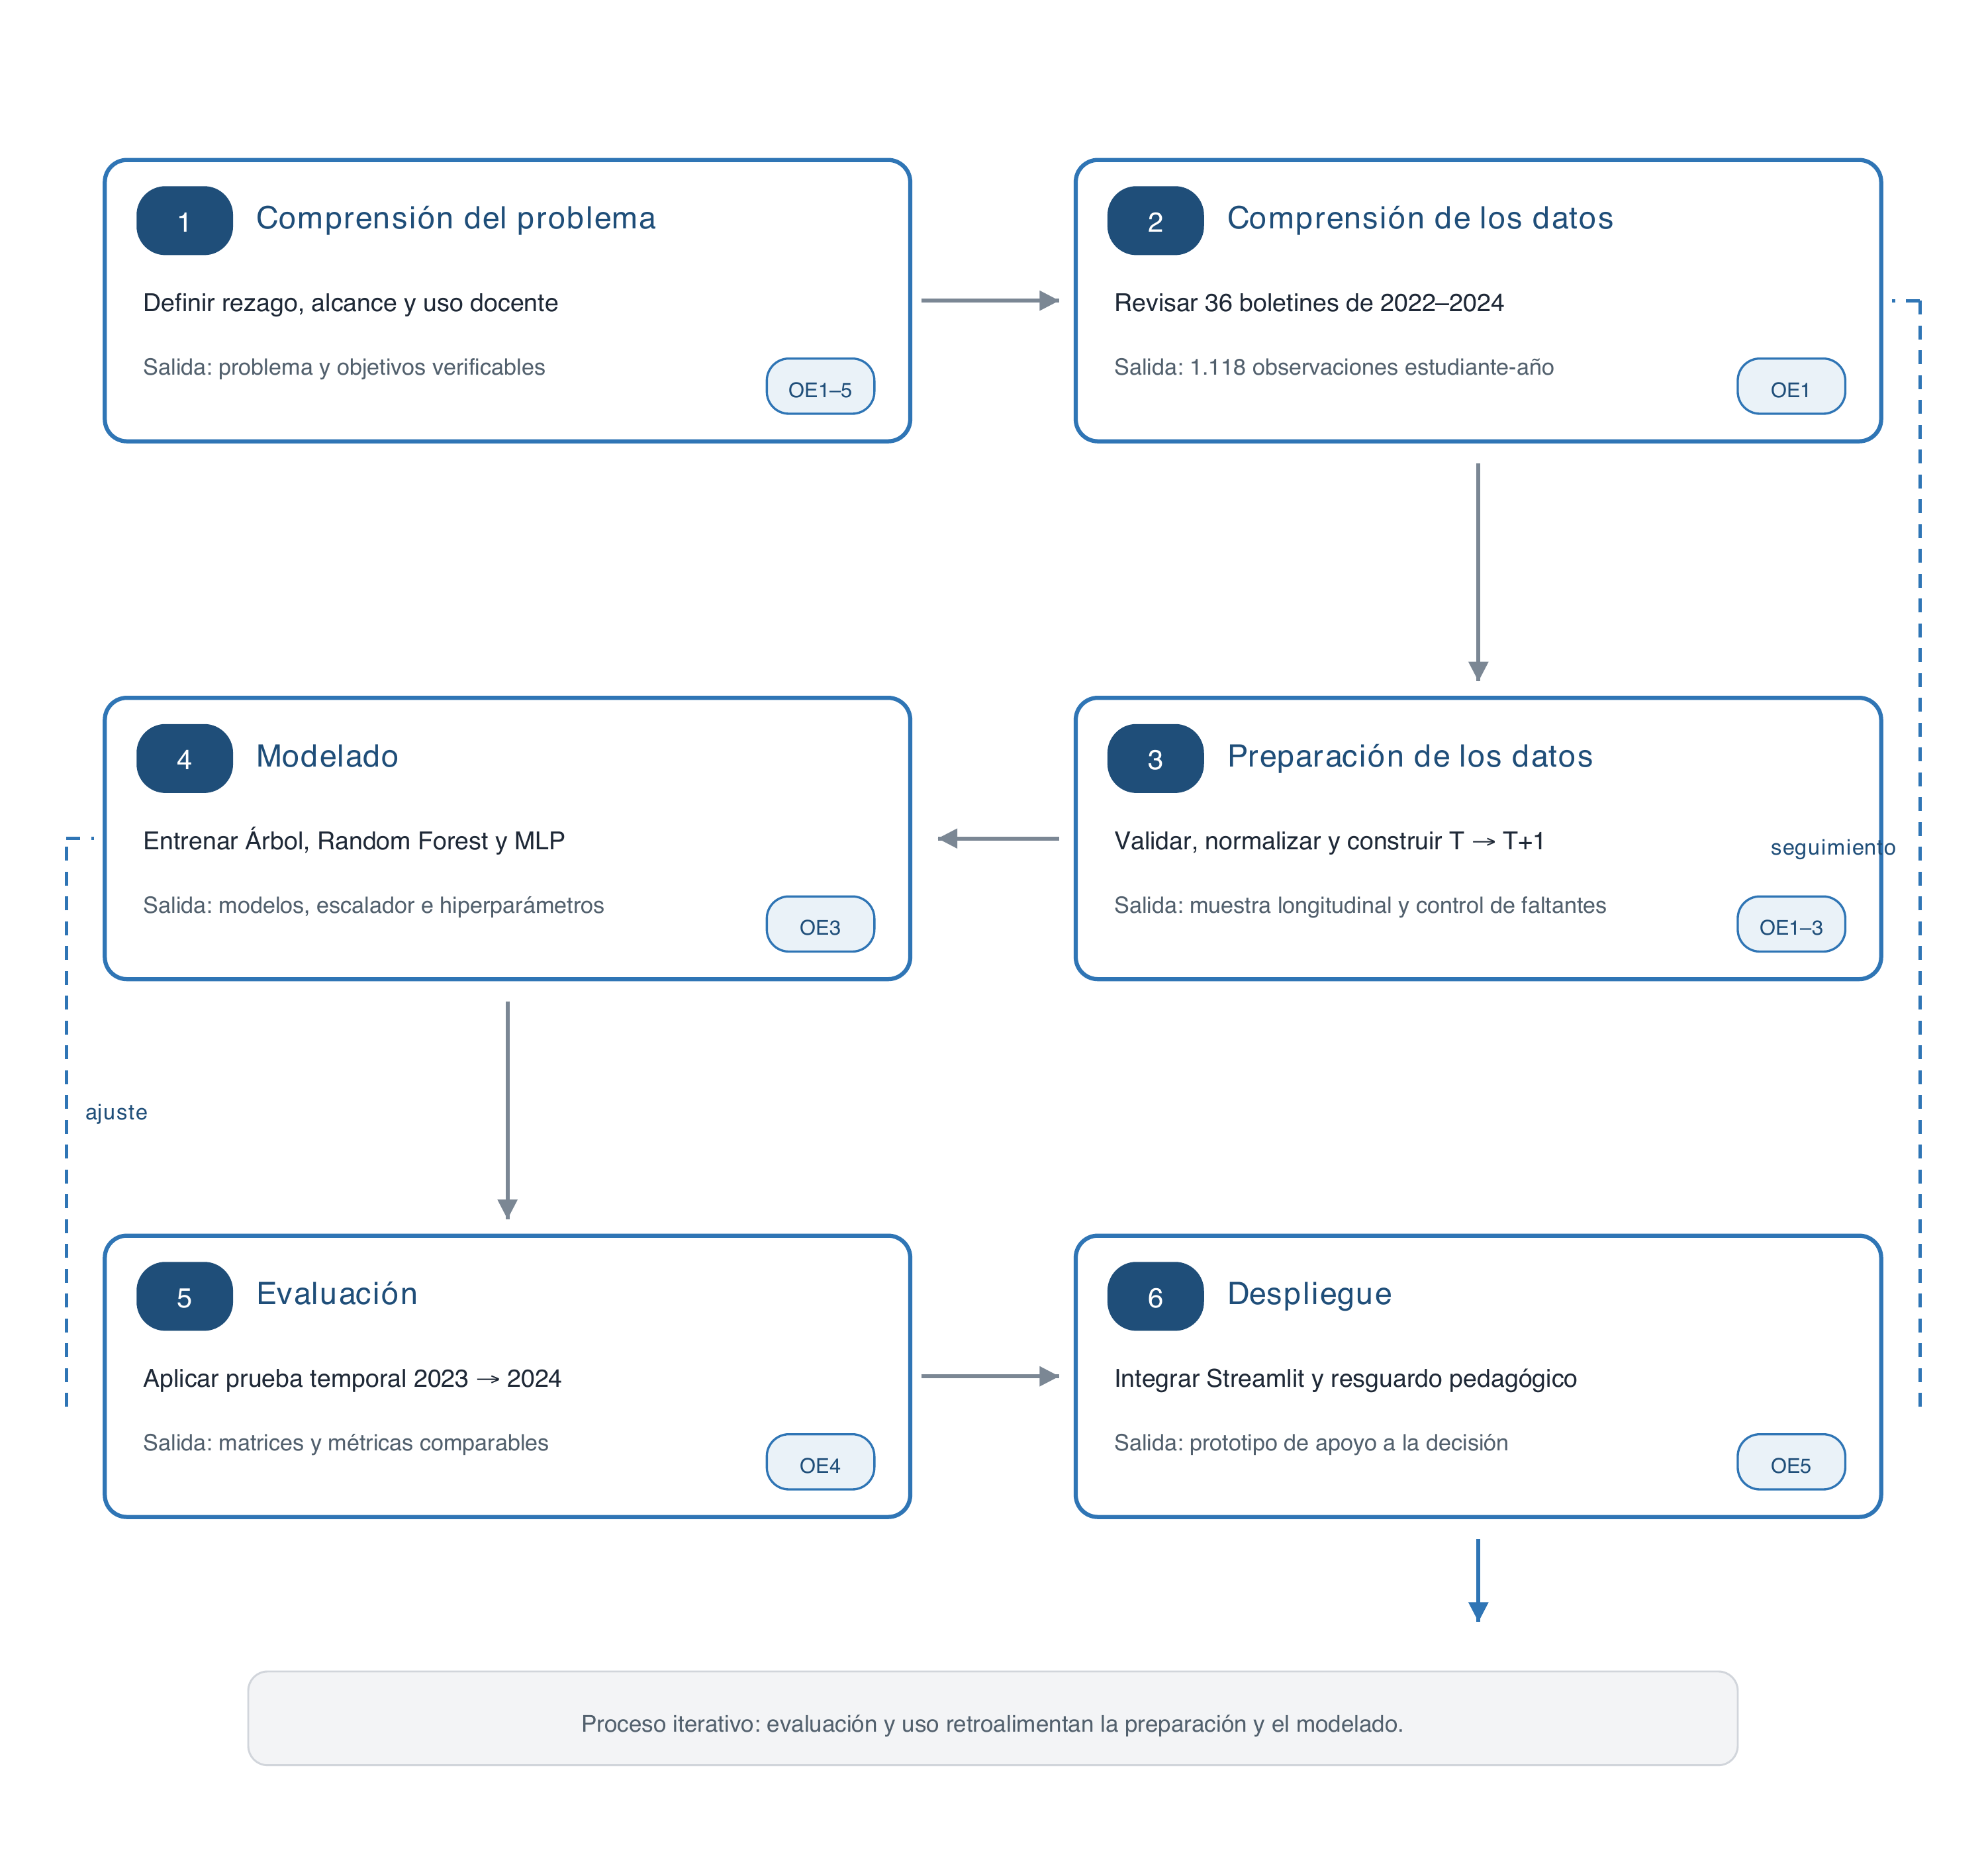 1
Comprensión del problema
Definir rezago, alcance y uso docente
Salida: problema y objetivos verificables
OE1–5
2
Comprensión de los datos
Revisar 36 boletines de 2022–2024
Salida: 1.118 observaciones estudiante-año
OE1
3
Preparación de los datos
Validar, normalizar y construir T → T+1
seguimiento
Salida: muestra longitudinal y control de faltantes
OE1–3
4
Modelado
Entrenar Árbol, Random Forest y MLP
Salida: modelos, escalador e hiperparámetros
OE3
ajuste
5
Evaluación
Aplicar prueba temporal 2023 → 2024
Salida: matrices y métricas comparables
OE4
6
Despliegue
Integrar Streamlit y resguardo pedagógico
Salida: prototipo de apoyo a la decisión
OE5
Proceso iterativo: evaluación y uso retroalimentan la preparación y el modelado.